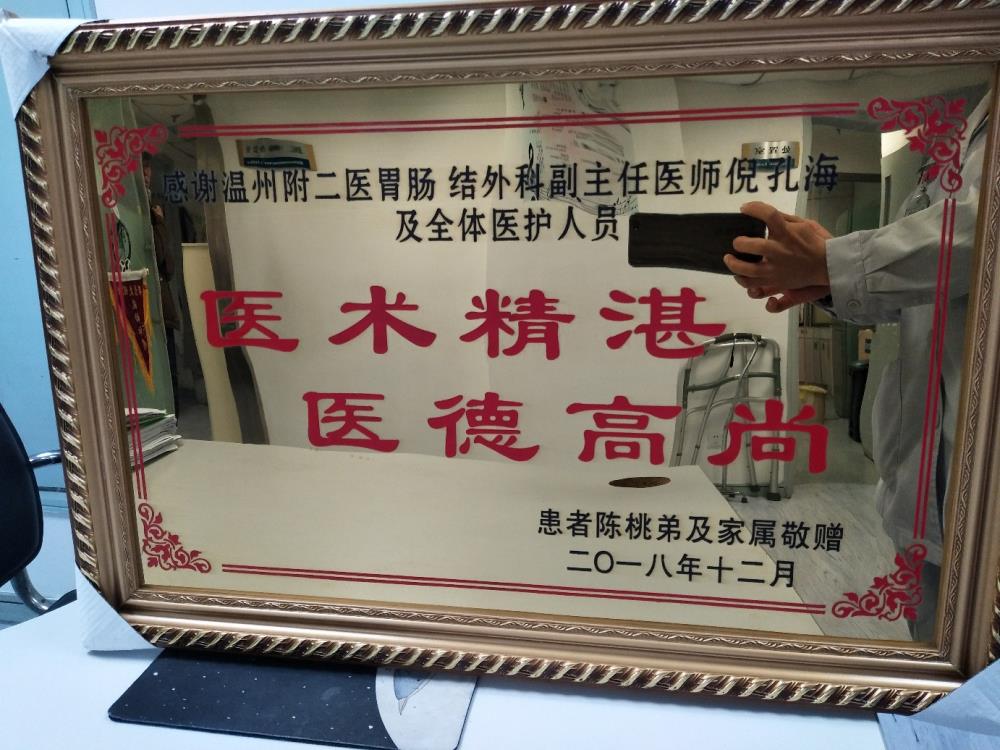 感谢温州附二医胃肠 结外科副主任医师倪孔海
及全体医护人员
医术精湛
医德高尚
患者陈桃弟及家属敬赠
二〇一八年十二月